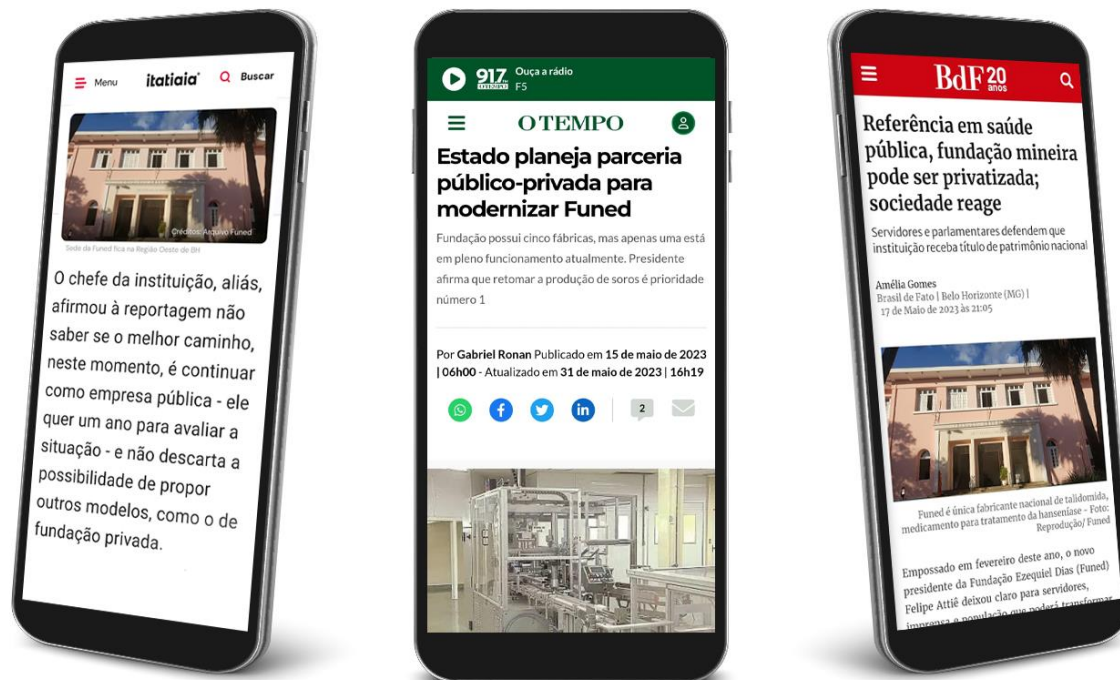 Menu
itatiaia
Buscar
Créditos: Arquivo Funed
Sede da Funed fica na Região Oeste de BH
O chefe da instituição, aliás,
afirmou à reportagem não
saber se o melhor caminho,
neste momento, é continuar
como empresa pública - ele
quer um ano para avaliar a
situação - e não descarta a
possibilidade de propor
outros modelos, como o de
fundação privada.
91.7 FM
O TEMPO
Ouça a rádio
F5
O TEMPO
Estado planeja parceria
público-privada para
modernizar Funed
Fundação possui cinco fábricas, mas apenas uma está
em pleno funcionamento atualmente. Presidente
afirma que retomar a produção de soros é prioridade
número 1
Por Gabriel Ronan Publicado em 15 de maio de 2023
| 06h00 - Atualizado em 31 de maio de 2023 | 16h19
2
BdF 20
anos
Referência em saúde
pública, fundação mineira
pode ser privatizada;
sociedade reage
Servidores e parlamentares defendem que
instituição receba título de patrimônio nacional
Amélia Gomes
Brasil de Fato | Belo Horizonte (MG) |
17 de Maio de 2023 às 21:05
Funed é única fabricante nacional de talidomida,
medicamento para tratamento da hanseníase - Foto:
Reprodução/ Funed
Empossado em fevereiro deste ano, o novo
presidente da Fundação Ezequiel Dias (Funed)
Felipe Attiê deixou claro para servidores,
imprensa e população que poderá transformar